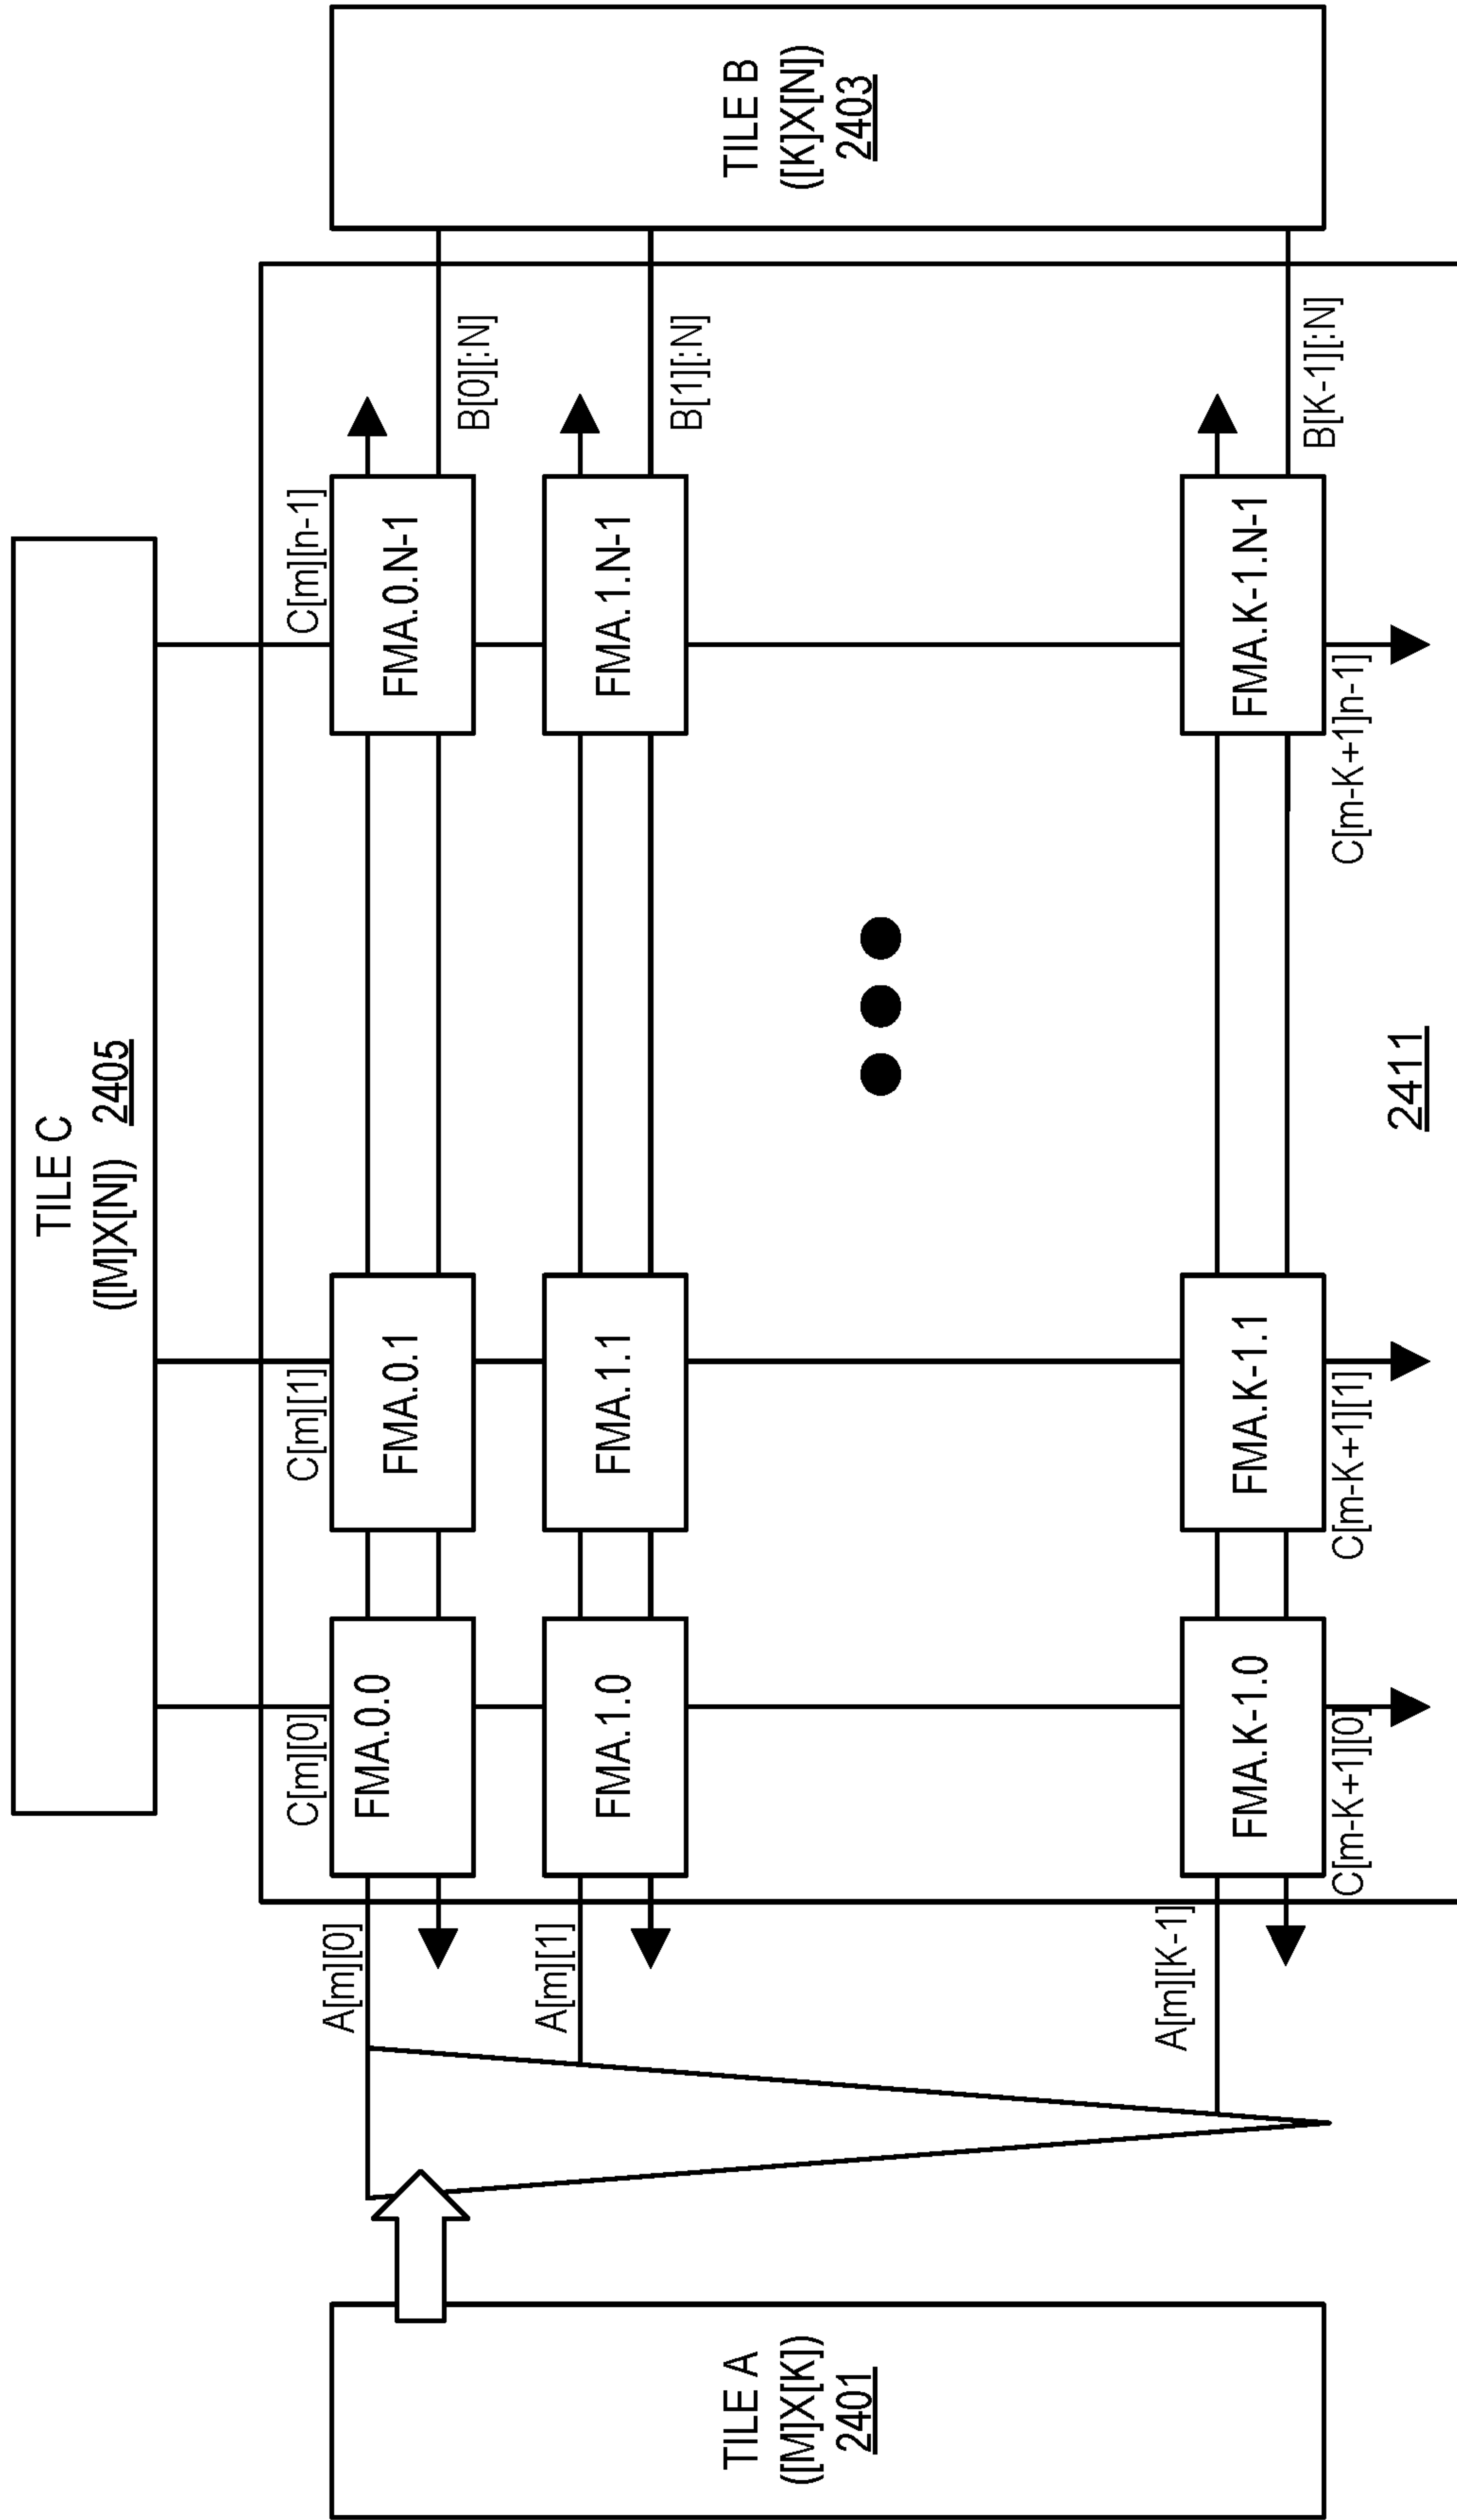 TILE C
([M]X[N]) 2405
TILE A
([M]X[K])
2401
TILE B
([K]X[N])
2403
C[m][0]
C[m][1]
C[m][n-1]
A[m][0]
FMA.0.0
FMA.0.1
FMA.0.N-1
B[0][:N]
A[m][1]
FMA.1.0
FMA.1.1
FMA.1.N-1
B[1][:N]
A[m][K-1]
FMA.K-1.0
FMA.K-1.1
FMA.K-1.N-1
B[K-1][:N]
C[m-K+1][0]
C[m-K+1][1]
C[m-K+1]n-1]
2411